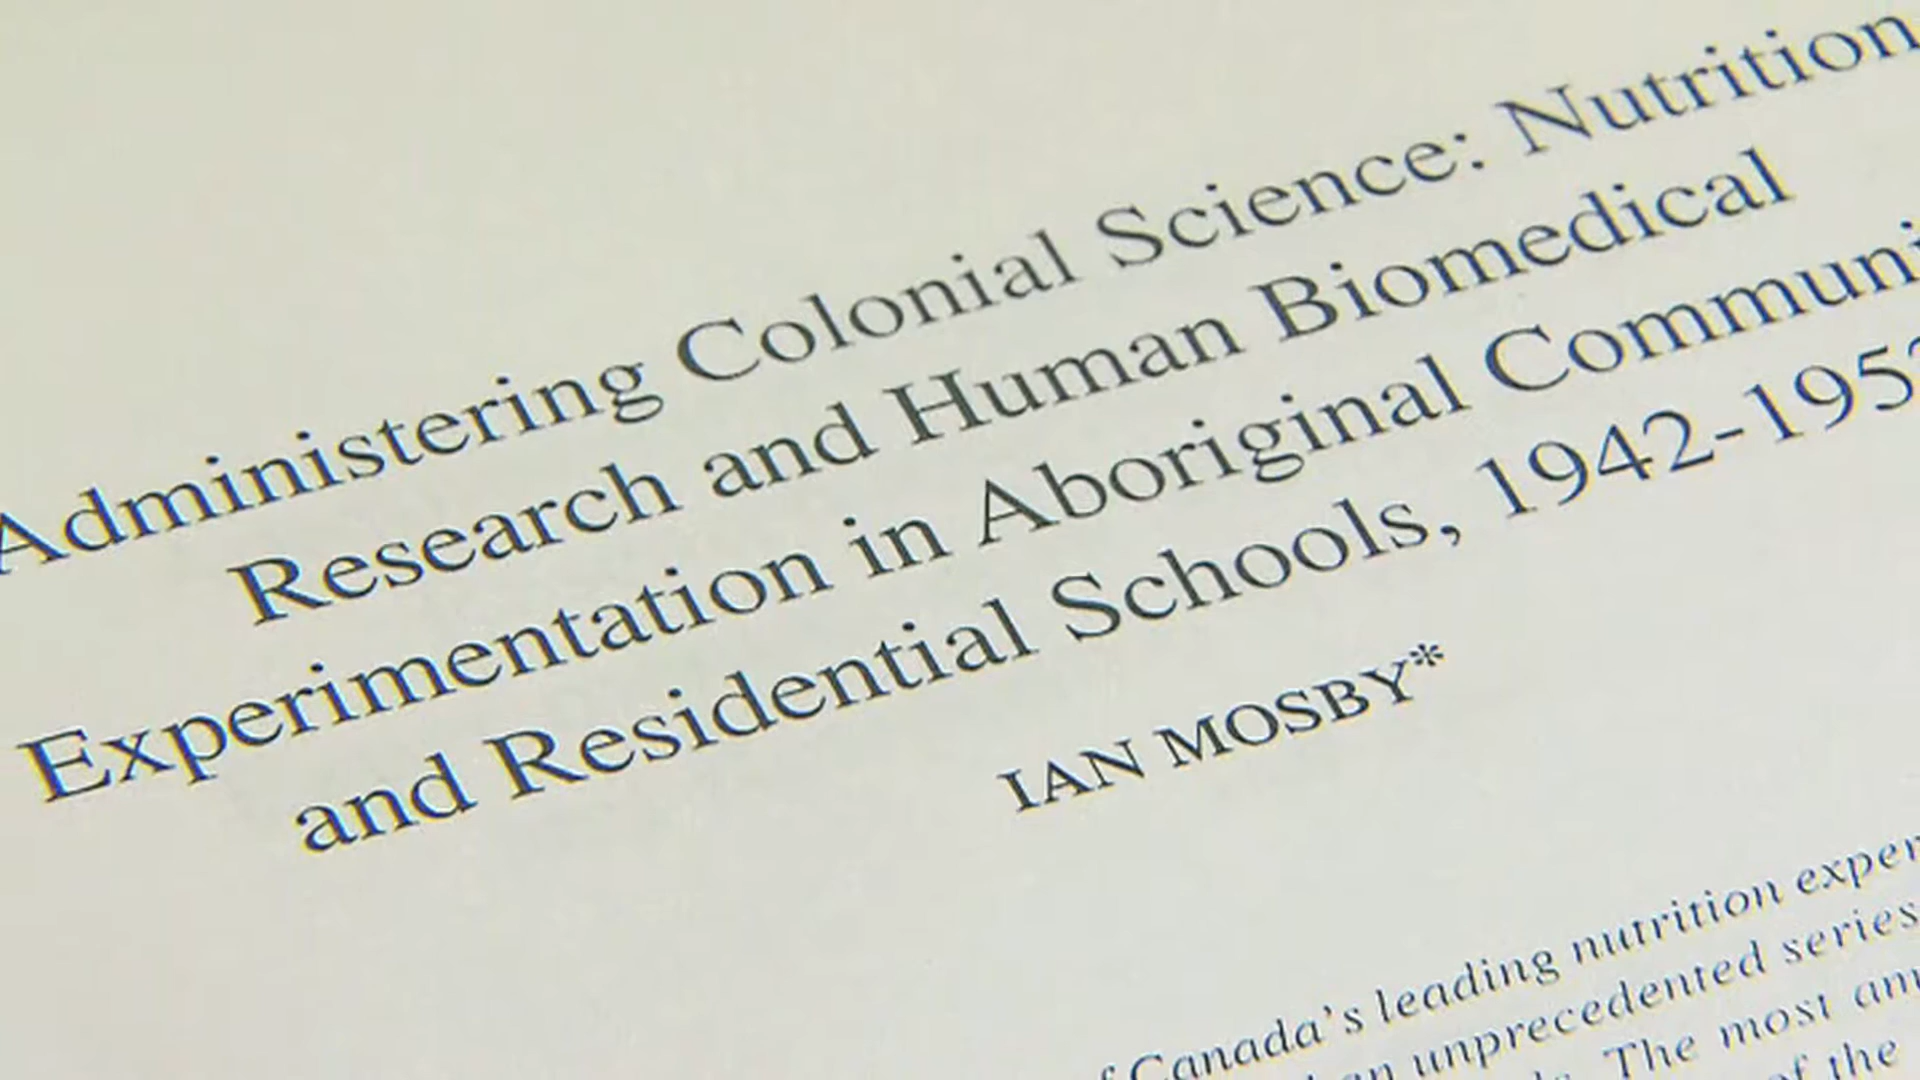 Administering Colonial Science: Nutrition
Research and Human Biomedical
Experimentation in Aboriginal Communi
and Residential Schools, 1942-195
IAN MOSBY*
f Canada's leading nutrition exper
an unprecedented series
The most am
of the